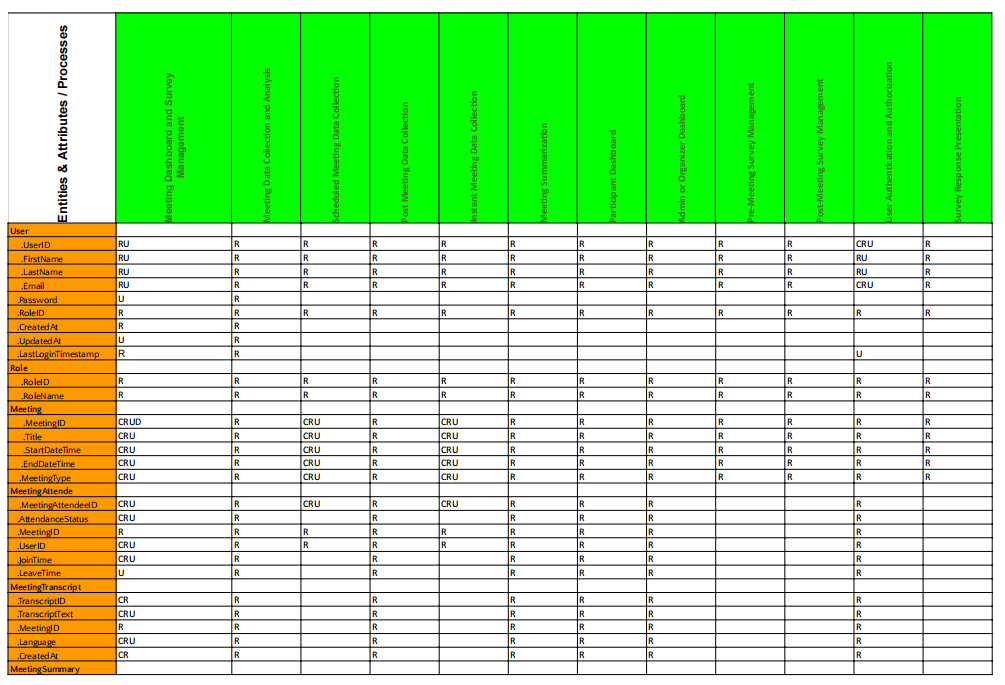 Entities & Attributes / Processes
Meeting Dashboard and Survey
Management
Meeting Data Collection and Analysis
Scheduled Meeting Data Collection
Post Meeting Data Collection
Instant Meeting Data Collection
Meeting Summarization
Participant Dashboard
Admin or Organizer Dashboard
Pre-Meeting Survey Management
Post-Meeting Survey Management
User Authentication and Authorization
Survey Response Presentation
User
.UserID RU R R R R R R R R R CRU R
.FirstName RU R R R R R R R R R RU R
.LastName RU R R R R R R R R R RU R
.Email RU R R R R R R R R R CRU R
.Password U R
.RoleID R R R R R R R R R R R R
.CreatedAt R R
.UpdatedAt U R
.LastLoginTimestamp R R U
Role
.RoleID R R R R R R R R R R R R
.RoleName R R R R R R R R R R R R
Meeting
.MeetingID CRUD R CRU R CRU R R R R R R R
.Title CRU R CRU R CRU R R R R R R R
.StartDateTime CRU R CRU R CRU R R R R R R R
.EndDateTime CRU R CRU R CRU R R R R R R R
.MeetingType CRU R CRU R CRU R R R R R R R
MeetingAttende
.MeetingAttendeeID CRU R CRU R CRU R R R R
.AttendanceStatus CRU R R R R R R
.MeetingID R R R R R R R R R
.UserID CRU R R R R R R R R
.JoinTime CRU R R R R R R
.LeaveTime U R R R R R R
MeetingTranscript
.TranscriptID CR R R R R R R
.TranscriptText CRU R R R R R R
.MeetingID R R R R R R R
.Language CRU R R R R R R
.CreatedAt CR R R R R R R
MeetingSummary